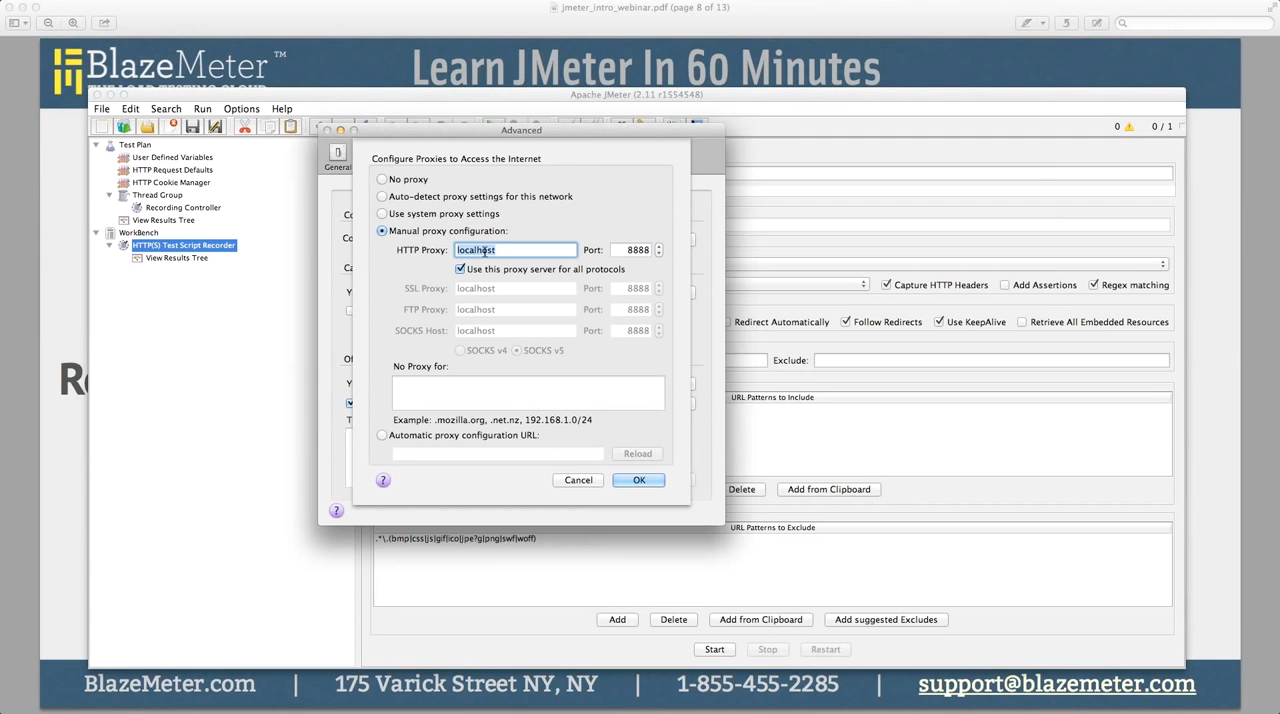 jmeter_intro_webinar.pdf (page 8 of 13)
BlazeMeter™
Learn JMeter In 60 Minutes
Apache JMeter (2.11 r1554548)
File Edit Search Run Options Help
0 0 / 1
Advanced
General
Test Plan
User Defined Variables
HTTP Request Defaults
HTTP Cookie Manager
Thread Group
Recording Controller
View Results Tree
WorkBench
HTTP(S) Test Script Recorder
View Results Tree
Configure Proxies to Access the Internet
No proxy
Auto-detect proxy settings for this network
Use system proxy settings
Manual proxy configuration:
HTTP Proxy: localhost Port: 8888
Use this proxy server for all protocols
SSL Proxy: localhost Port: 8888
FTP Proxy: localhost Port: 8888
SOCKS Host: localhost Port: 8888
SOCKS v4 SOCKS v5
No Proxy for:
Example: .mozilla.org, .net.nz, 192.168.1.0/24
Automatic proxy configuration URL:
Reload
? Cancel OK
?
Capture HTTP Headers Add Assertions Regex matching
Redirect Automatically Follow Redirects Use KeepAlive Retrieve All Embedded Resources
Exclude:
URL Patterns to Include
Delete Add from Clipboard
URL Patterns to Exclude
.*\.(bmp|css|js|gif|ico|jpe?g|png|swf|woff)
Add Delete Add from Clipboard Add suggested Excludes
Start Stop Restart
BlazeMeter.com | 175 Varick Street NY, NY | 1-855-455-2285 | support@blazemeter.com